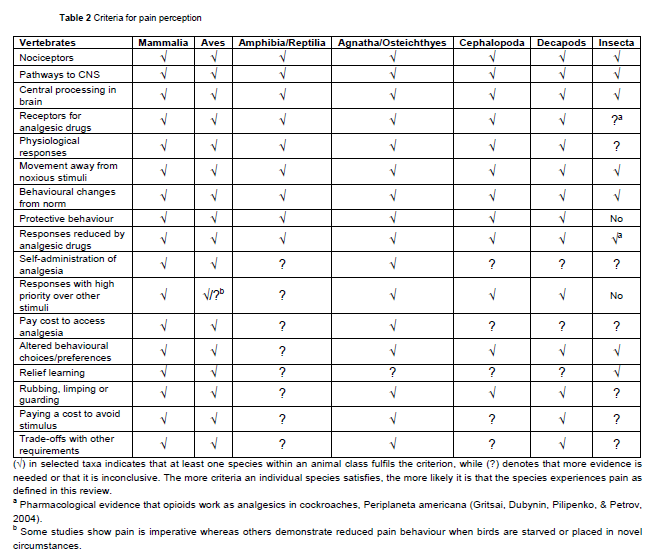 Table 2 Criteria for pain perception
Vertebrates Mammalia Aves Amphibia/Reptilia Agnatha/Osteichthyes Cephalopoda Decapods Insecta
Nociceptors √ √ √ √ √ √ √
Pathways to CNS √ √ √ √ √ √ √
Central processing in
brain √ √ √ √ √ √ √
Receptors for
analgesic drugs √ √ √ √ √ √ ?a
Physiological
responses √ √ √ √ √ √ ?
Movement away from
noxious stimuli √ √ √ √ √ √ √
Behavioural changes
from norm √ √ √ √ √ √ √
Protective behaviour √ √ √ √ √ √ No
Responses reduced by
analgesic drugs √ √ √ √ √ √ √a
Self-administration of
analgesia √ √ ? √ ? ? ?
Responses with high
priority over other
stimuli √ √/?b ? √ √ √ No
Pay cost to access
analgesia √ √ ? √ ? ? ?
Altered behavioural
choices/preferences √ √ ? √ √ √ √
Relief learning √ √ ? ? ? ? √
Rubbing, limping or
guarding √ √ ? √ √ √ ?
Paying a cost to avoid
stimulus √ √ ? √ ? √ ?
Trade-offs with other
requirements √ √ ? √ ? √ ?
(√) in selected taxa indicates that at least one species within an animal class fulfils the criterion, while (?) denotes that more evidence is
needed or that it is inconclusive. The more criteria an individual species satisfies, the more likely it is that the species experiences pain as
defined in this review.
a Pharmacological evidence that opioids work as analgesics in cockroaches, Periplaneta americana (Gritsai, Dubynin, Pilipenko, & Petrov,
2004).
b Some studies show pain is imperative whereas others demonstrate reduced pain behaviour when birds are starved or placed in novel
circumstances.